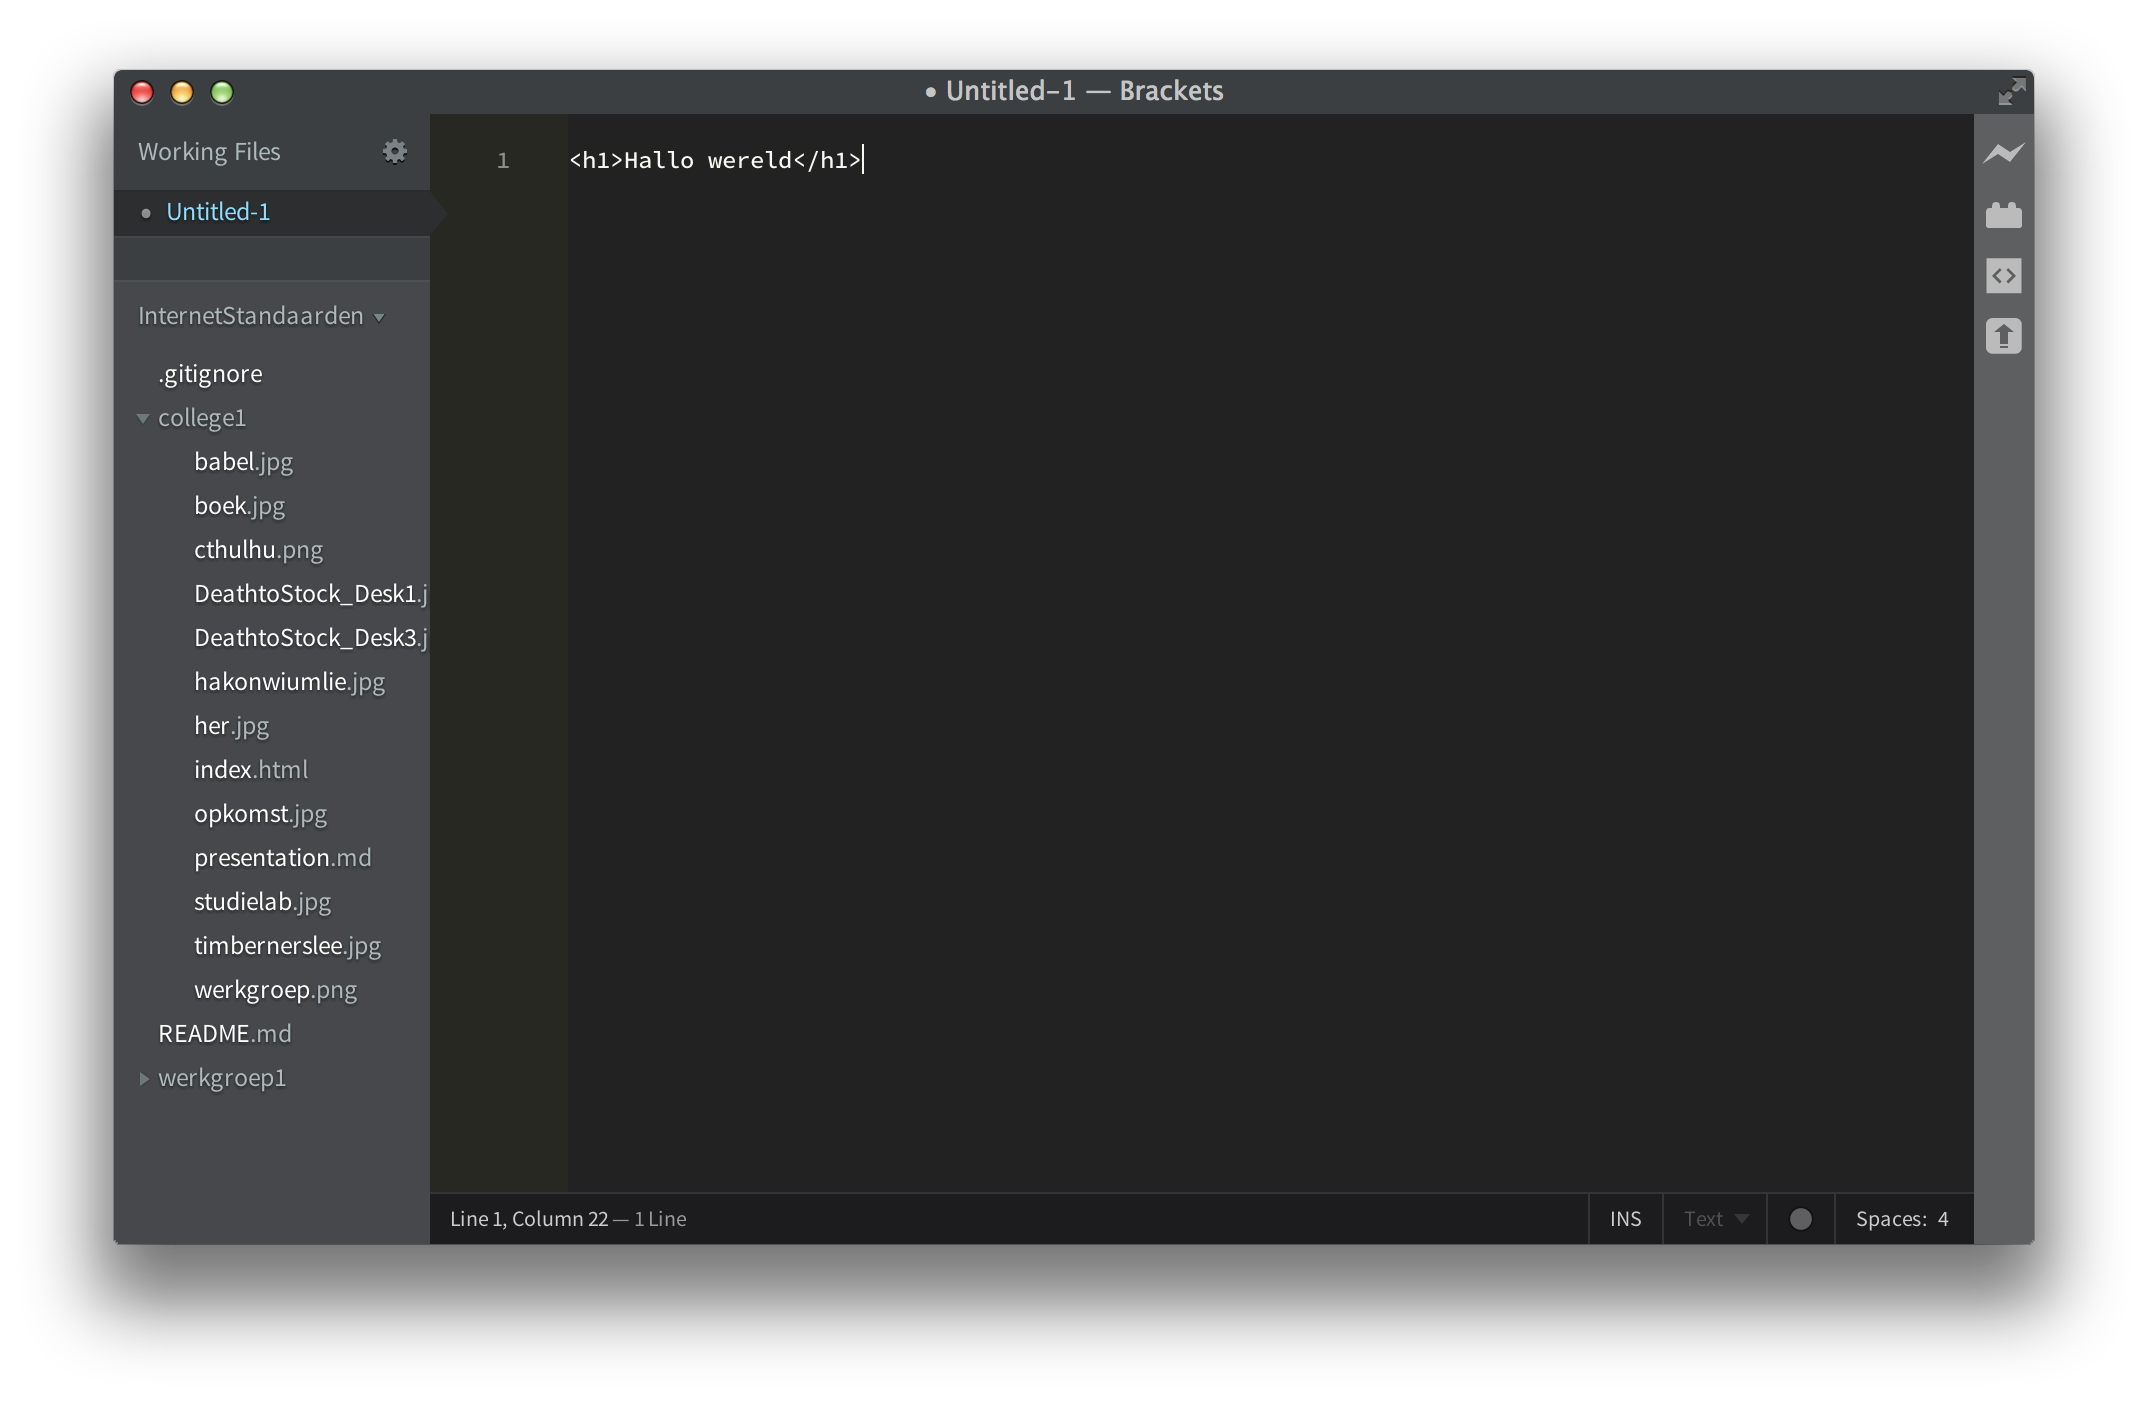 • Untitled-1 — Brackets
Working Files
• Untitled-1
InternetStandaarden
.gitignore
college1
babel.jpg
boek.jpg
cthulhu.png
DeathtoStock_Desk1.j
DeathtoStock_Desk3.j
hakonwiumlie.jpg
her.jpg
index.html
opkomst.jpg
presentation.md
studielab.jpg
timbernerslee.jpg
werkgroep.png
README.md
werkgroep1
1 <h1>Hallo wereld</h1>
Line 1, Column 22 — 1 Line
INS
Text
Spaces: 4